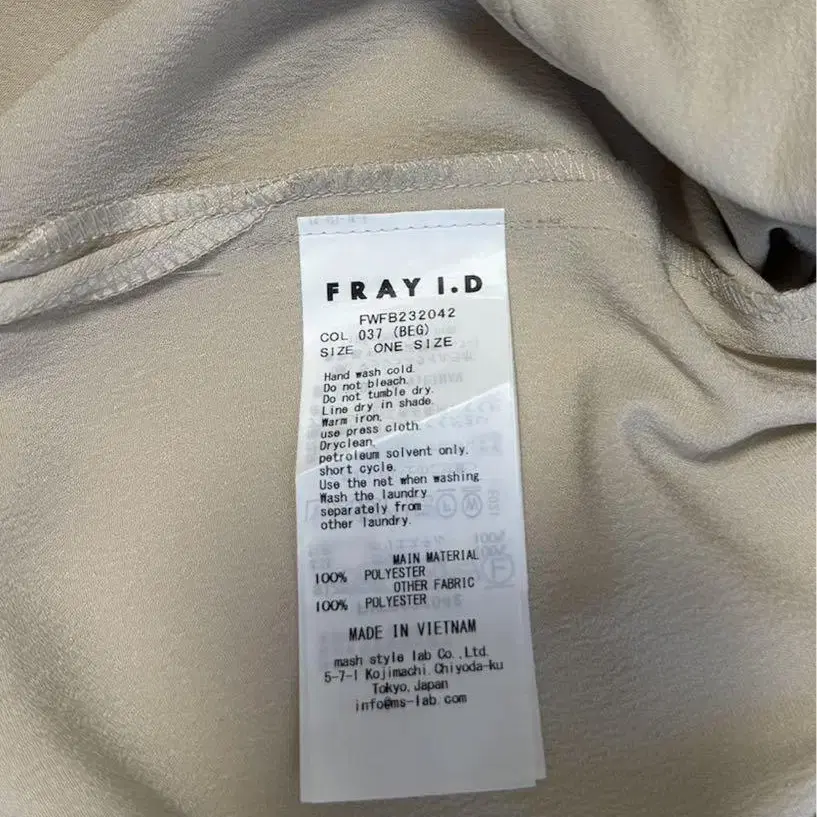 FRAY I.D
FWFB232042
COL 037 (BEG)
SIZE ONE SIZE
Hand wash cold.
Do not bleach.
Do not tumble dry.
Line dry in shade.
Warm iron,
use press cloth.
Dryclean,
petroleum solvent only.
short cycle.
Use the net when washing
Wash the laundry
separately from
other laundry.
MAIN MATERIAL
100% POLYESTER
OTHER FABRIC
100% POLYESTER
MADE IN VIETNAM
mash style lab Co.,Ltd.
5-7-1 Kojimachi.Chiyoda-ku
Tokyo,Japan
info@ms-lab.com